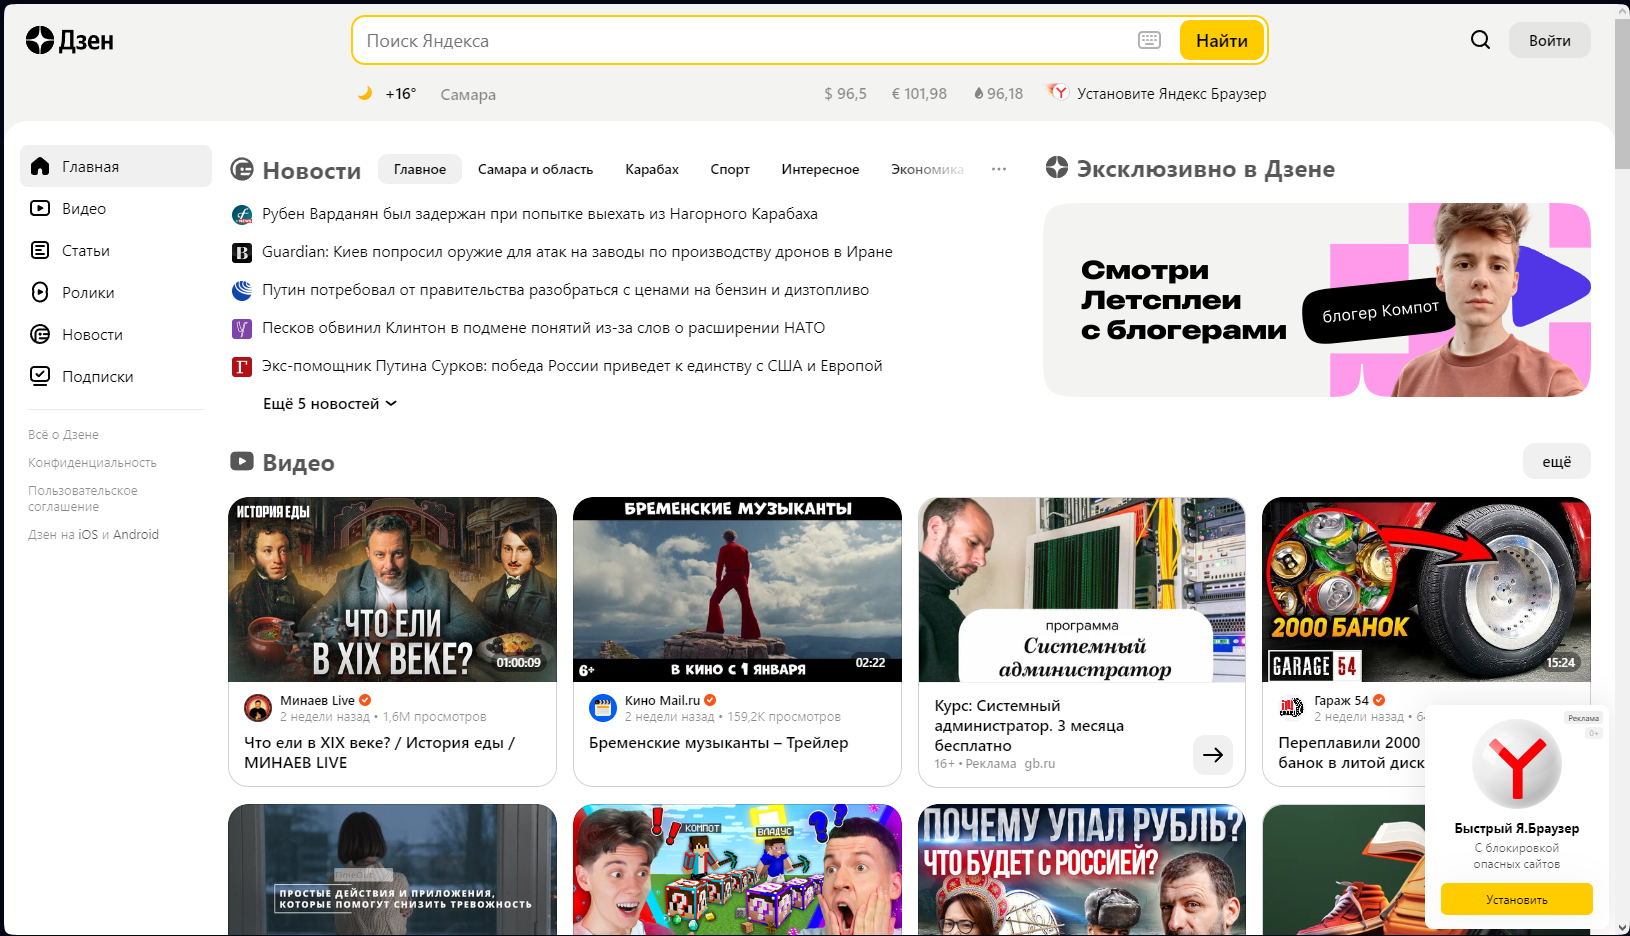 Дзен
Поиск Яндекса
Найти
Войти
+16°
Самара
$ 96,5
€ 101,98
96,18
Установите Яндекс Браузер
Главная
Видео
Статьи
Ролики
Новости
Подписки
Всё о Дзене
Конфиденциальность
Пользовательское
соглашение
Дзен на iOS и Android
Новости
Главное
Самара и область
Карабах
Спорт
Интересное
Экономика
Рубен Варданян был задержан при попытке выехать из Нагорного Карабаха
Guardian: Киев попросил оружие для атак на заводы по производству дронов в Иране
Путин потребовал от правительства разобраться с ценами на бензин и дизтопливо
Песков обвинил Клинтон в подмене понятий из-за слов о расширении НАТО
Экс-помощник Путина Сурков: победа России приведет к единству с США и Европой
Ещё 5 новостей
Эксклюзивно в Дзене
Смотри
Летсплеи
с блогерами
блогер Компот
Видео
ещё
ИСТОРИЯ ЕДЫ
ЧТО ЕЛИ
В XIX ВЕКЕ?
01:00:09
Минаев Live
2 недели назад • 1,6M просмотров
Что ели в XIX веке? / История еды /
МИНАЕВ LIVE
БРЕМЕНСКИЕ МУЗЫКАНТЫ
6+
В КИНО С 1 ЯНВАРЯ
02:22
Кино Mail.ru
2 недели назад • 159,2K просмотров
Бременские музыканты – Трейлер
программа
Системный
администратор
Курс: Системный
администратор. 3 месяца
бесплатно
16+ • Реклама gb.ru
2000 БАНОК
GARAGE 54
15:24
Гараж 54
2 недели назад
Переплавили 2000
банок в литой диск
TimeOut
ПРОСТЫЕ ДЕЙСТВИЯ И ПРИЛОЖЕНИЯ,
КОТОРЫЕ ПОМОГУТ СНИЗИТЬ ТРЕВОЖНОСТЬ
КОМПОТ
ВЛАДУС
ПОЧЕМУ УПАЛ РУБЛЬ?
ЧТО БУДЕТ С РОССИЕЙ?
Реклама
0+
Быстрый Я.Браузер
С блокировкой
опасных сайтов
Установить